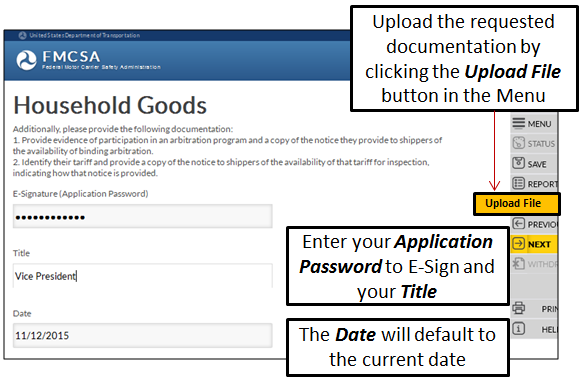 United States Department of Transportation
FMCSA
Federal Motor Carrier Safety Administration
Upload the requested
documentation by
clicking the Upload File
button in the Menu
Household Goods
Additionally, please provide the following documentation:
1. Provide evidence of participation in an arbitration program and a copy of the notice they provide to shippers of
the availability of binding arbitration.
2. Identify their tariff and provide a copy of the notice to shippers of the availability of that tariff for inspection,
indicating how that notice is provided.
E-Signature (Application Password)
••••••••••••
Title
Vice President
Date
11/12/2015
MENU
STATUS
SAVE
REPORT
Upload File
PREVIOU
NEXT
WITHDR
PRIN
HEL
Enter your Application
Password to E-Sign and
your Title
The Date will default to
the current date